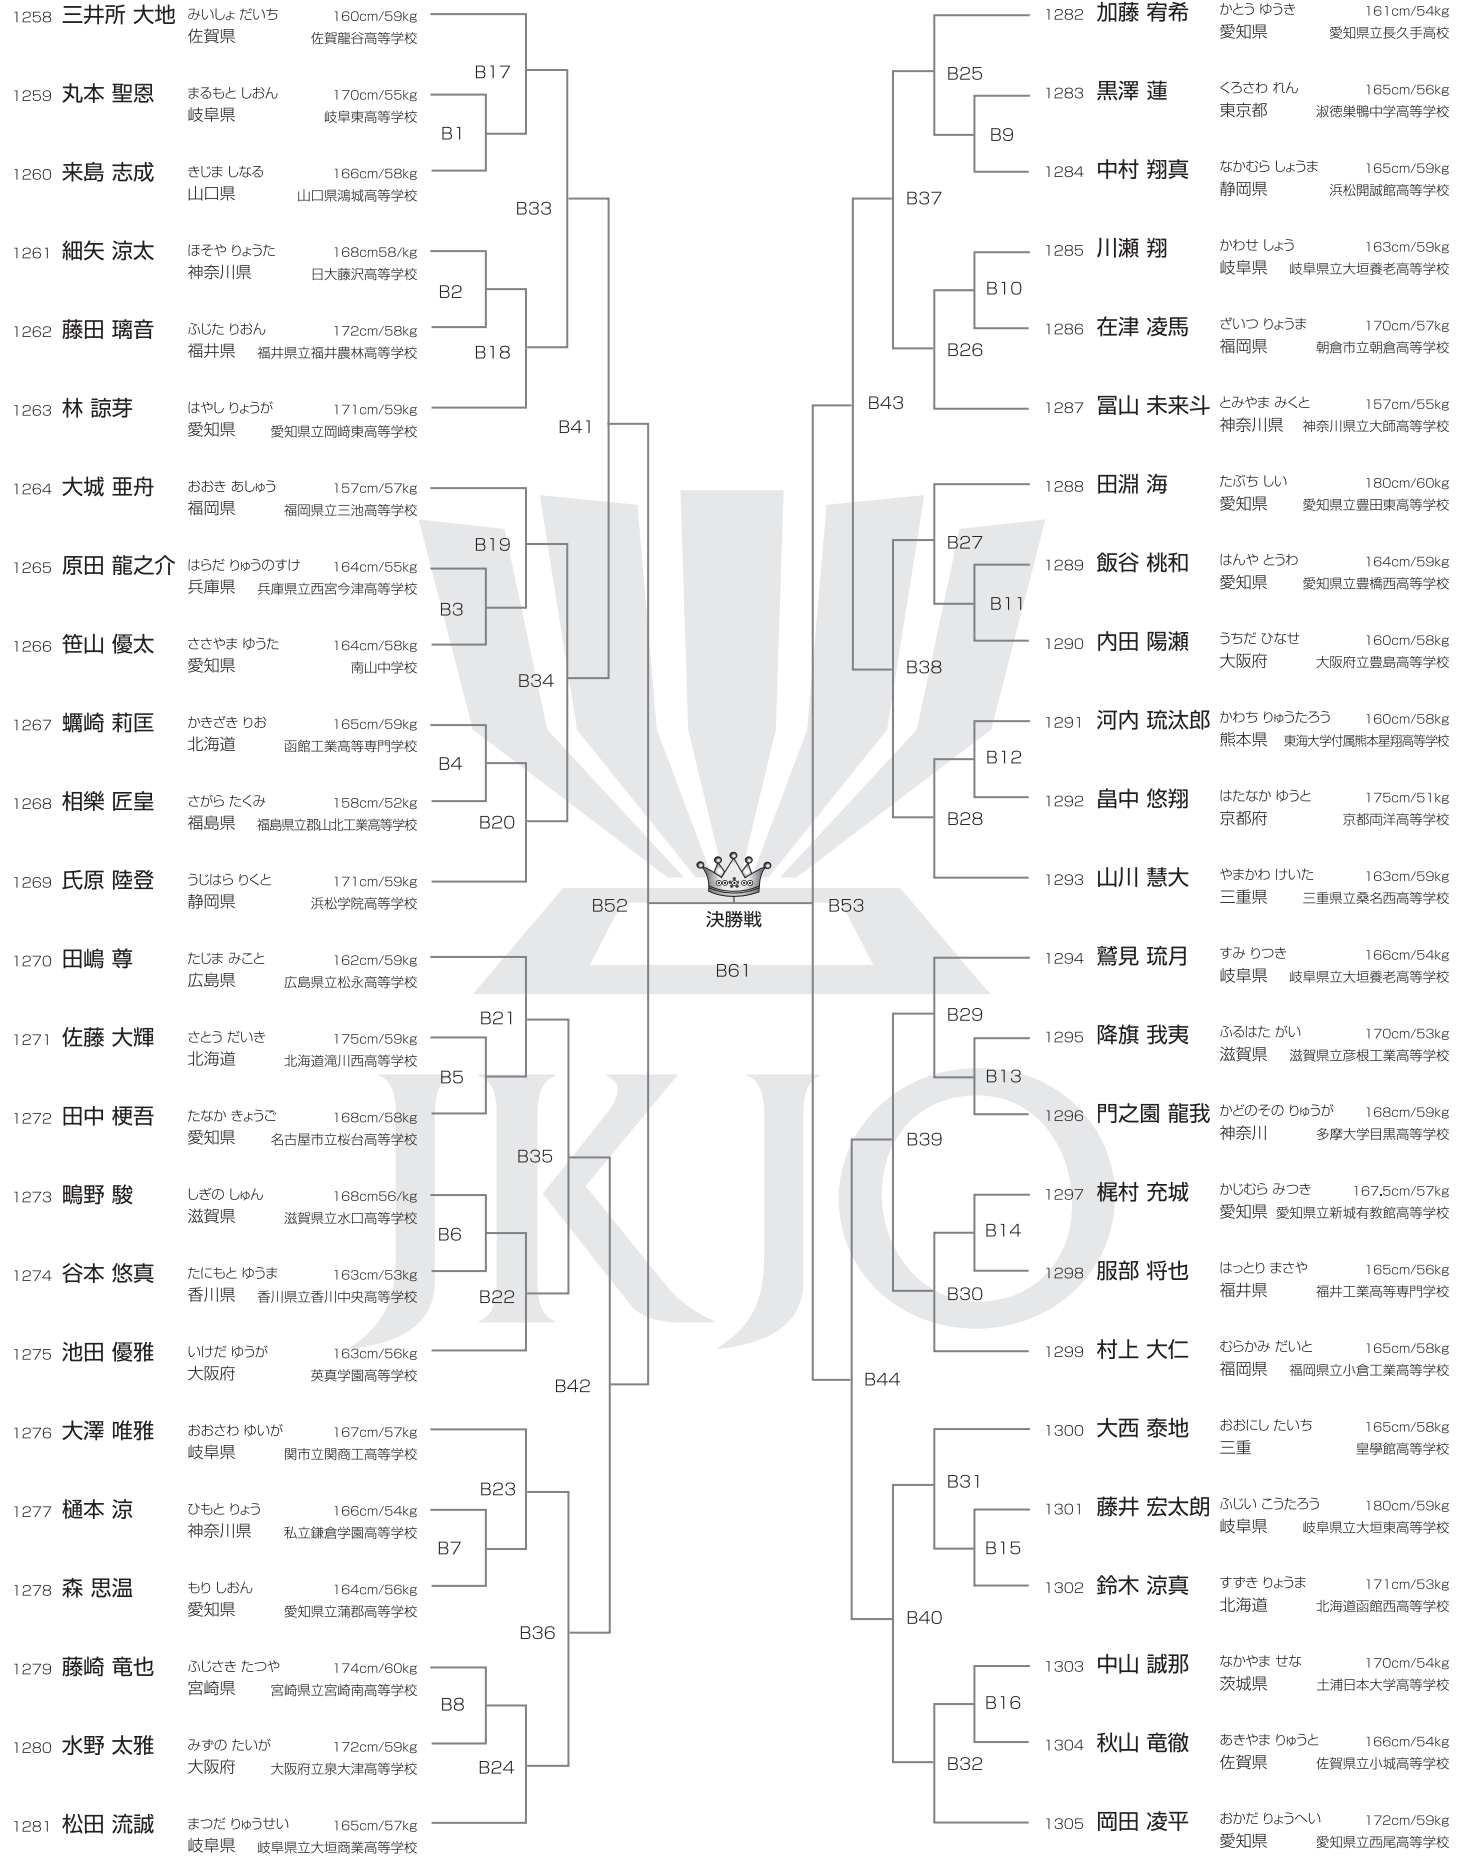 1258 三井所 大地 みいしょ だいち 160cm/59kg
佐賀県 佐賀龍谷高等学校
B17
1259 丸本 聖恩 まるもと しおん 170cm/55kg
岐阜県 岐阜東高等学校
B1
1260 来島 志成 きじま しなる 166cm/58kg
山口県 山口県鴻城高等学校
B33
1261 細矢 涼太 ほそや りょうた 168cm58/kg
神奈川県 日大藤沢高等学校
B2
1262 藤田 璃音 ふじた りおん 172cm/58kg
福井県 福井県立福井農林高等学校
B18
1263 林 諒芽 はやし りょうが 171cm/59kg
愛知県 愛知県立岡崎東高等学校
B41
1264 大城 亜舟 おおき あしゅう 157cm/57kg
福岡県 福岡県立三池高等学校
B19
1265 原田 龍之介 はらだ りゅうのすけ 164cm/55kg
兵庫県 兵庫県立西宮今津高等学校
B3
1266 笹山 優太 ささやま ゆうた 164cm/58kg
愛知県 南山中学校
B34
1267 蠣崎 莉匡 かきざき りお 165cm/59kg
北海道 函館工業高等専門学校
B4
1268 相樂 匠皇 さがら たくみ 158cm/52kg
福島県 福島県立郡山北工業高等学校
B20
1269 氏原 陸登 うじはら りくと 171cm/59kg
静岡県 浜松学院高等学校
B52
1270 田嶋 尊 たじま みこと 162cm/59kg
広島県 広島県立松永高等学校
B21
1271 佐藤 大輝 さとう だいき 175cm/59kg
北海道 北海道滝川西高等学校
B5
1272 田中 梗吾 たなか きょうご 168cm/58kg
愛知県 名古屋市立桜台高等学校
B35
1273 鴫野 駿 しぎの しゅん 168cm56/kg
滋賀県 滋賀県立水口高等学校
B6
1274 谷本 悠真 たにもと ゆうま 163cm/53kg
香川県 香川県立香川中央高等学校
B22
1275 池田 優雅 いけだ ゆうが 163cm/56kg
大阪府 英真学園高等学校
B42
1276 大澤 唯雅 おおさわ ゆいが 167cm/57kg
岐阜県 関市立関商工高等学校
B23
1277 樋本 涼 ひもと りょう 166cm/54kg
神奈川県 私立鎌倉学園高等学校
B7
1278 森 思温 もり しおん 164cm/56kg
愛知県 愛知県立蒲郡高等学校
B36
1279 藤崎 竜也 ふじさき たつや 174cm/60kg
宮崎県 宮崎県立宮崎南高等学校
B8
1280 水野 太雅 みずの たいが 172cm/59kg
大阪府 大阪府立泉大津高等学校
B24
1281 松田 流誠 まつだ りゅうせい 165cm/57kg
岐阜県 岐阜県立大垣商業高等学校
決勝戦
B61
JKJO
1282 加藤 宥希 かとう ゆうき 161cm/54kg
愛知県 愛知県立長久手高校
B25
1283 黒澤 蓮 くろさわ れん 165cm/56kg
東京都 淑徳巣鴨中学高等学校
B9
1284 中村 翔真 なかむら しょうま 165cm/59kg
静岡県 浜松開誠館高等学校
B37
1285 川瀬 翔 かわせ しょう 163cm/59kg
岐阜県 岐阜県立大垣養老高等学校
B10
1286 在津 凌馬 ざいつ りょうま 170cm/57kg
福岡県 朝倉市立朝倉高等学校
B26
1287 冨山 未来斗 とみやま みくと 157cm/55kg
神奈川県 神奈川県立大師高等学校
B43
1288 田淵 海 たぶち しい 180cm/60kg
愛知県 愛知県立豊田東高等学校
B27
1289 飯谷 桃和 はんや とうわ 164cm/59kg
愛知県 愛知県立豊橋西高等学校
B11
1290 内田 陽瀬 うちだ ひなせ 160cm/58kg
大阪府 大阪府立豊島高等学校
B38
1291 河内 琉汰郎 かわち りゅうたろう 160cm/58kg
熊本県 東海大学付属熊本星翔高等学校
B12
1292 畠中 悠翔 はたなか ゆうと 175cm/51kg
京都府 京都両洋高等学校
B28
1293 山川 慧大 やまかわ けいた 163cm/59kg
三重県 三重県立桑名西高等学校
B53
1294 鷲見 琉月 すみ りつき 166cm/54kg
岐阜県 岐阜県立大垣養老高等学校
B29
1295 降旗 我夷 ふるはた がい 170cm/53kg
滋賀県 滋賀県立彦根工業高等学校
B13
1296 門之園 龍我 かどのその りゅうが 168cm/59kg
神奈川 多摩大学目黒高等学校
B39
1297 梶村 充城 かじむら みつき 167.5cm/57kg
愛知県 愛知県立新城有教館高等学校
B14
1298 服部 将也 はっとり まさや 165cm/56kg
福井県 福井工業高等専門学校
B30
1299 村上 大仁 むらかみ だいと 165cm/58kg
福岡県 福岡県立小倉工業高等学校
B44
1300 大西 泰地 おおにし たいち 165cm/58kg
三重 皇學館高等学校
B31
1301 藤井 宏太朗 ふじい こうたろう 180cm/59kg
岐阜県 岐阜県立大垣東高等学校
B15
1302 鈴木 涼真 すずき りょうま 171cm/53kg
北海道 北海道函館西高等学校
B40
1303 中山 誠那 なかやま せな 170cm/54kg
茨城県 土浦日本大学高等学校
B16
1304 秋山 竜徹 あきやま りゅうと 166cm/54kg
佐賀県 佐賀県立小城高等学校
B32
1305 岡田 凌平 おかだ りょうへい 172cm/59kg
愛知県 愛知県立西尾高等学校